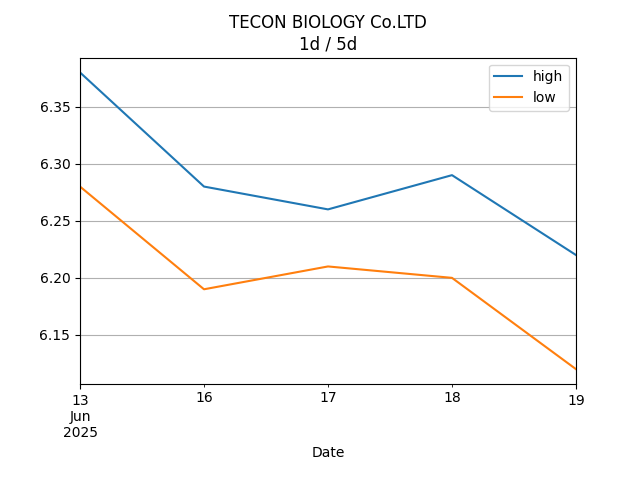 TECON BIOLOGY Co.LTD
1d / 5d
high
low
6.35
6.30
6.25
6.20
6.15
13 16 17 18 19
Jun
2025
Date